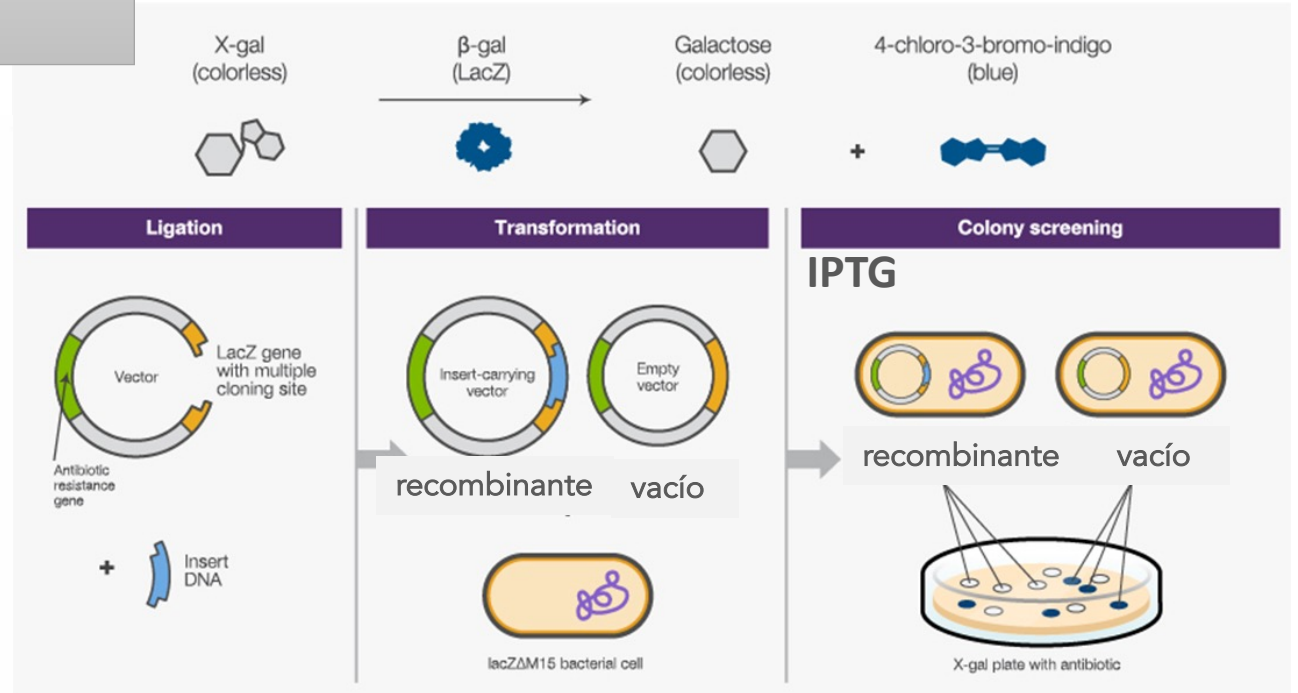 X-gal
(colorless)
β-gal
(LacZ)
Galactose
(colorless)
4-chloro-3-bromo-indigo
(blue)
+
Ligation
Transformation
Colony screening
IPTG
Vector
LacZ gene
with multiple
cloning site
Antibiotic
resistance
gene
+
Insert
DNA
Insert-carrying
vector
Empty
vector
recombinante
vacío
lacZΔM15 bacterial cell
recombinante
vacío
X-gal plate with antibiotic